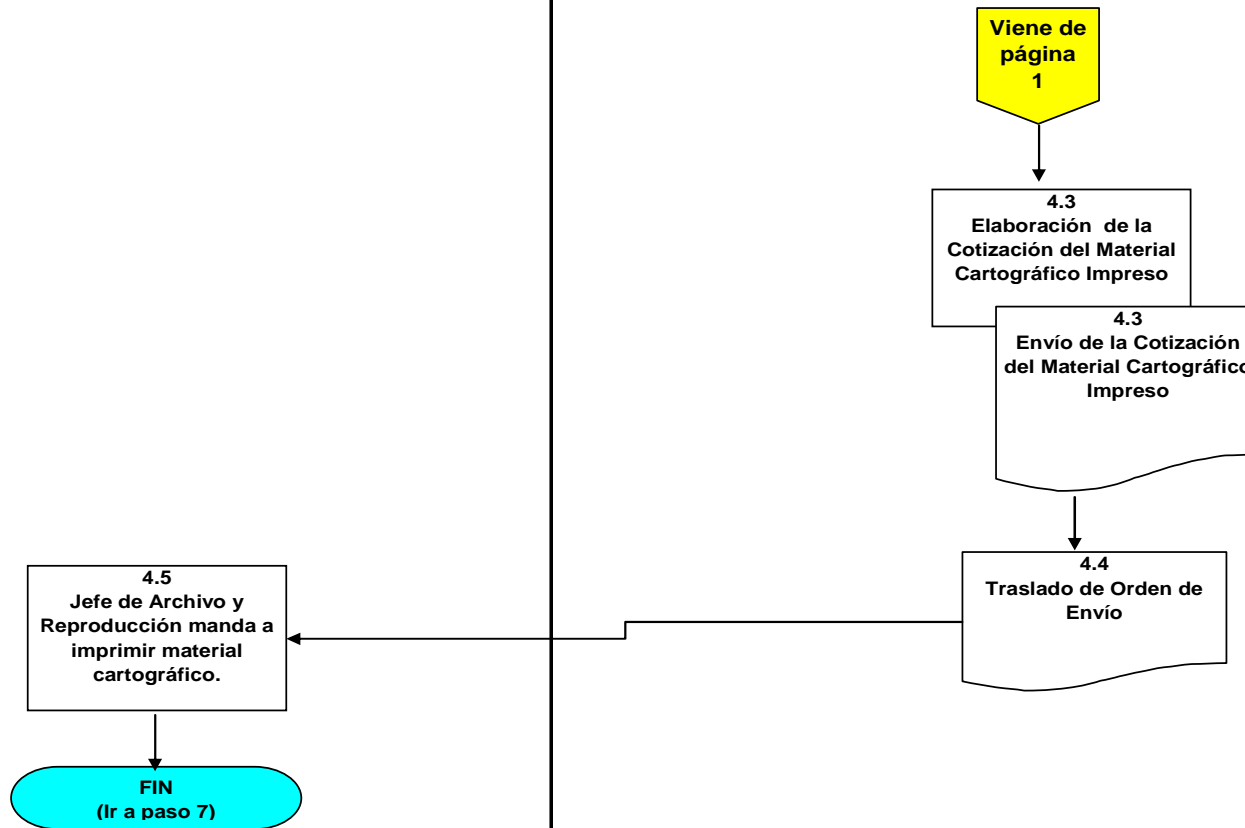 Viene de
página
1
4.3
Elaboración de la
Cotización del Material
Cartográfico Impreso
4.3
Envío de la Cotización
del Material Cartográfico
Impreso
4.4
Traslado de Orden de
Envío
4.5
Jefe de Archivo y
Reproducción manda a
imprimir material
cartográfico.
FIN
(Ir a paso 7)